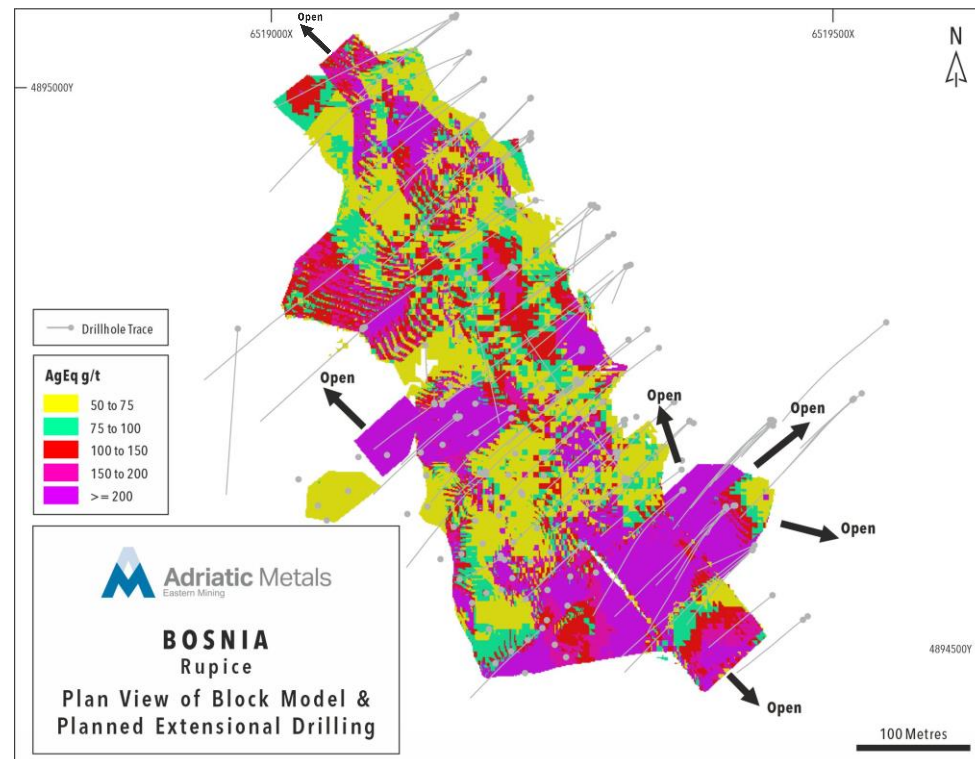 Open
6519000X
6519500X
N
4895000Y
Drillhole Trace
AgEq g/t
50 to 75
75 to 100
100 to 150
150 to 200
>= 200
Open
Open
Open
Open
Open
4894500Y
100 Metres
Adriatic Metals
Eastern Mining
BOSNIA
Rupice
Plan View of Block Model &
Planned Extensional Drilling